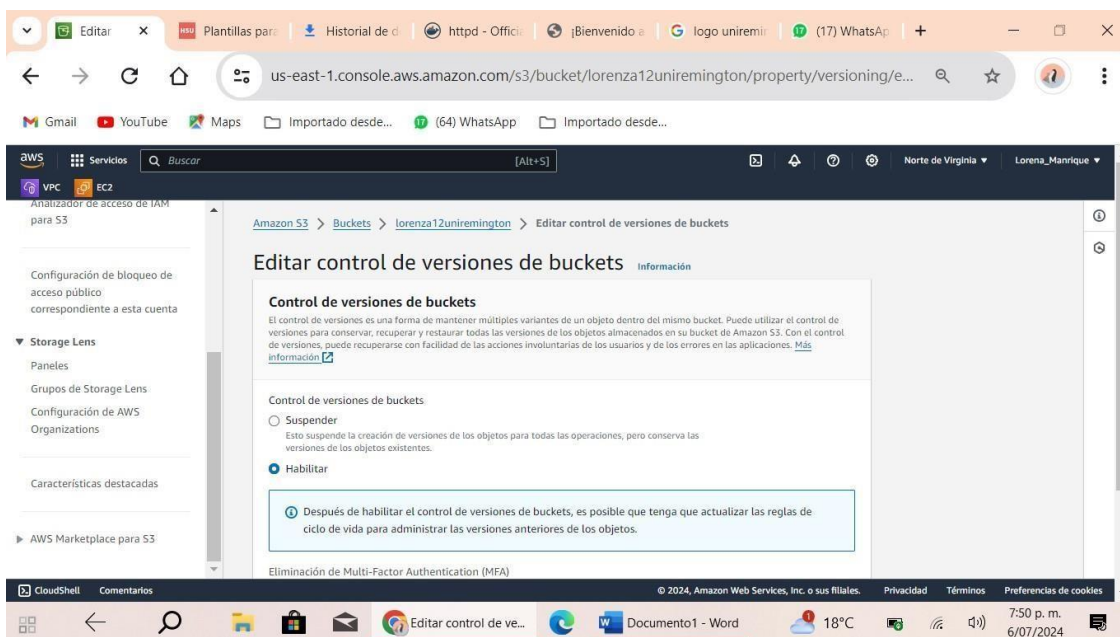 Editar
HSU Plantillas para
Historial de d
httpd - Offici
¡Bienvenido a
logo uniremin
(17) WhatsAp
us-east-1.console.aws.amazon.com/s3/bucket/lorenza12uniremington/property/versioning/e...
Gmail
YouTube
Maps
Importado desde...
(64) WhatsApp
Importado desde...
aws
Servicios
Buscar
[Alt+S]
Norte de Virginia
Lorena_Manrique
VPC
EC2
Analizador de acceso de IAM
para S3
Configuración de bloqueo de
acceso público
correspondiente a esta cuenta
Storage Lens
Paneles
Grupos de Storage Lens
Configuración de AWS
Organizations
Características destacadas
AWS Marketplace para S3
Amazon S3 > Buckets > lorenza12uniremington > Editar control de versiones de buckets
Editar control de versiones de buckets Información
Control de versiones de buckets
El control de versiones es una forma de mantener múltiples variantes de un objeto dentro del mismo bucket. Puede utilizar el control de
versiones para conservar, recuperar y restaurar todas las versiones de los objetos almacenados en su bucket de Amazon S3. Con el control
de versiones, puede recuperarse con facilidad de las acciones involuntarias de los usuarios y de los errores en las aplicaciones. Más
información
Control de versiones de buckets
Suspender
Esto suspende la creación de versiones de los objetos para todas las operaciones, pero conserva las
versiones de los objetos existentes.
Habilitar
Después de habilitar el control de versiones de buckets, es posible que tenga que actualizar las reglas de
ciclo de vida para administrar las versiones anteriores de los objetos.
Eliminación de Multi-Factor Authentication (MFA)
CloudShell
Comentarios
© 2024, Amazon Web Services, Inc. o sus filiales.
Privacidad
Términos
Preferencias de cookies
Editar control de ve...
Documento1 - Word
18°C
7:50 p. m.
6/07/2024